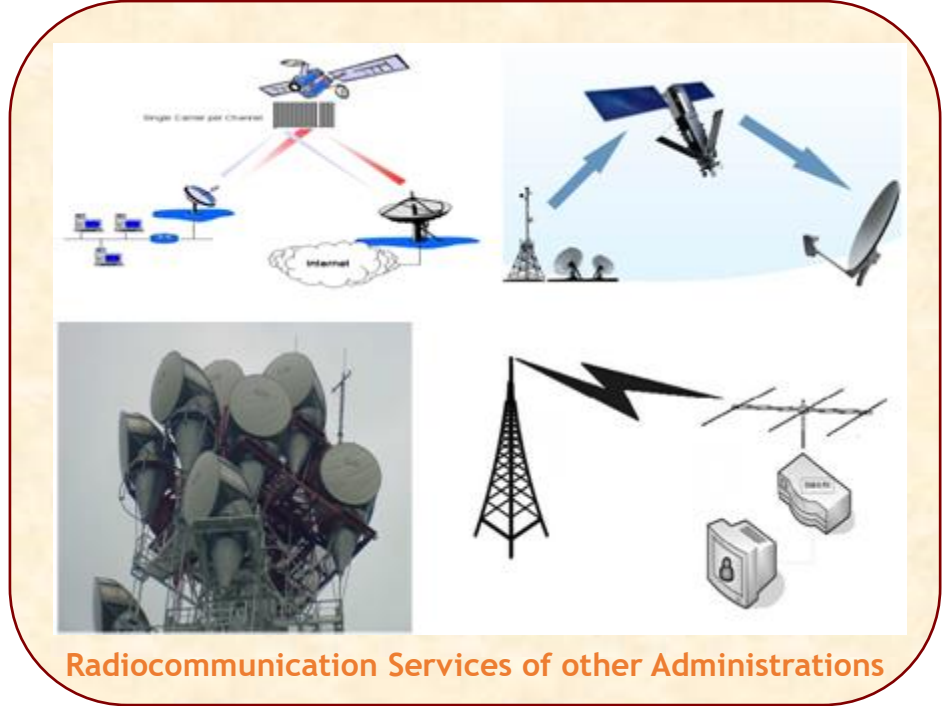 Single Carrier per Channel
Internet
Radiocommunication Services of other Administrations